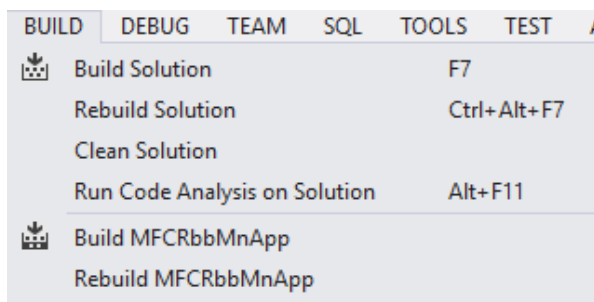 BUILD DEBUG TEAM SQL TOOLS TEST
Build Solution F7
Rebuild Solution Ctrl+Alt+F7
Clean Solution
Run Code Analysis on Solution Alt+F11
Build MFCRbbMnApp
Rebuild MFCRbbMnApp